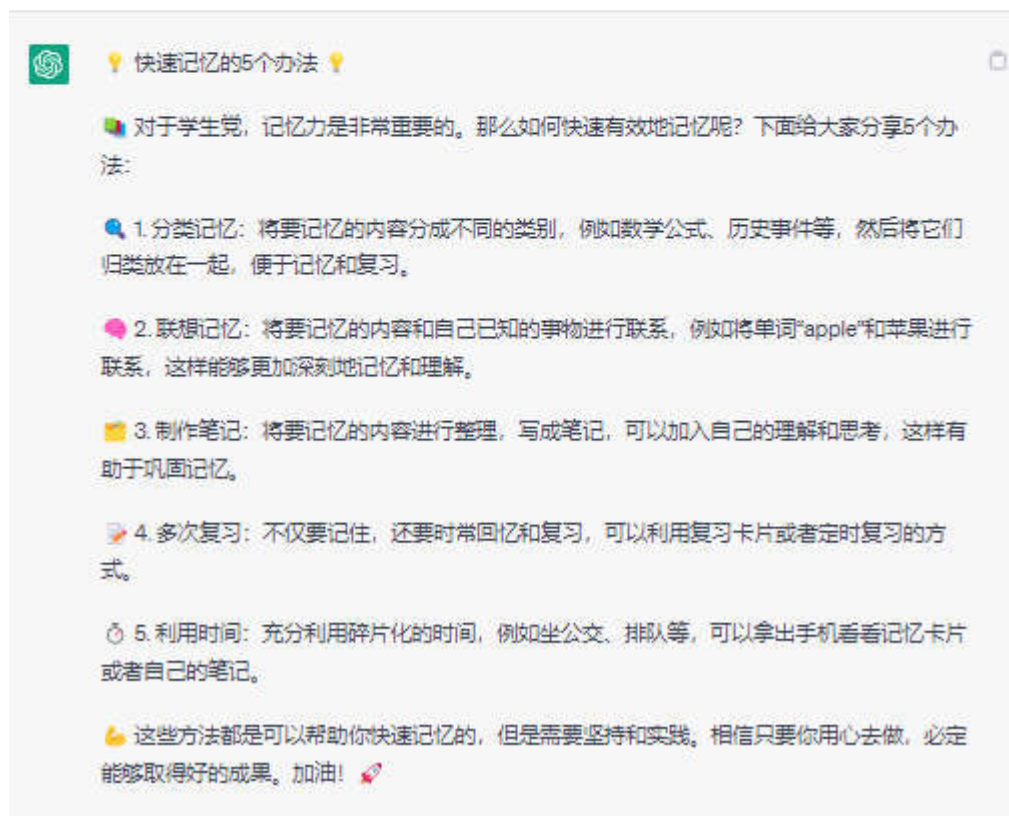 💡 快速记忆的5个办法 💡
📚 对于学生党，记忆力是非常重要的。那么如何快速有效地记忆呢？下面给大家分享5个办
法：
🔍 1. 分类记忆：将要记忆的内容分成不同的类别，例如数学公式、历史事件等，然后将它们
归类放在一起，便于记忆和复习。
🧠 2. 联想记忆：将要记忆的内容和自己已知的事物进行联系，例如将单词“apple”和苹果进行
联系，这样能够更加深刻地记忆和理解。
🗂️ 3. 制作笔记：将要记忆的内容进行整理，写成笔记，可以加入自己的理解和思考，这样有
助于巩固记忆。
📝 4. 多次复习：不仅要记住，还要时常回忆和复习，可以利用复习卡片或者定时复习的方
式。
⏱ 5. 利用时间：充分利用碎片化的时间，例如坐公交、排队等，可以拿出手机看看记忆卡片
或者自己的笔记。
💪 这些方法都是可以帮助你快速记忆的，但是需要坚持和实践。相信只要你用心去做，必定
能够取得好的成果。加油！🚀